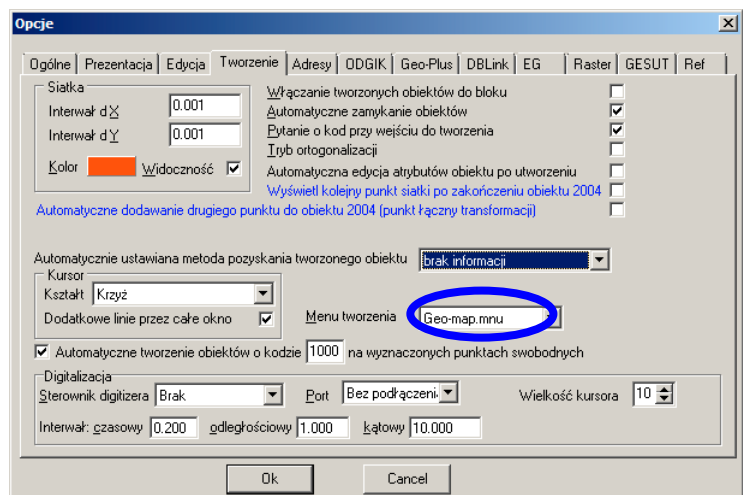 Opcje
Ogólne Prezentacja Edycja Tworzenie Adresy ODGIK Geo-Plus DBLink EG Raster GESUT Ref
Siatka
Interwał dX 0.001
Interwał dY 0.001
Kolor Widoczność
Włączanie tworzonych obiektów do bloku
Automatyczne zamykanie obiektów
Pytanie o kod przy wejściu do tworzenia
Tryb ortogonalizacji
Automatyczna edycja atrybutów obiektu po utworzeniu
Wyświetl kolejny punkt siatki po zakończeniu obiektu 2004
Automatyczne dodawanie drugiego punktu do obiektu 2004 (punkt łączny transformacji)
Automatycznie ustawiana metoda pozyskania tworzonego obiektu brak informacji
Kursor
Kształt Krzyż
Dodatkowe linie przez całe okno
Menu tworzenia Geo-map.mnu
Automatyczne tworzenie obiektów o kodzie 1000 na wyznaczonych punktach swobodnych
Digitalizacja
Sterownik digitizera Brak Port Bez podłączeni. Wielkość kursora 10
Interwał: czasowy 0.200 odległościowy 1.000 kątowy 10.000
Ok Cancel